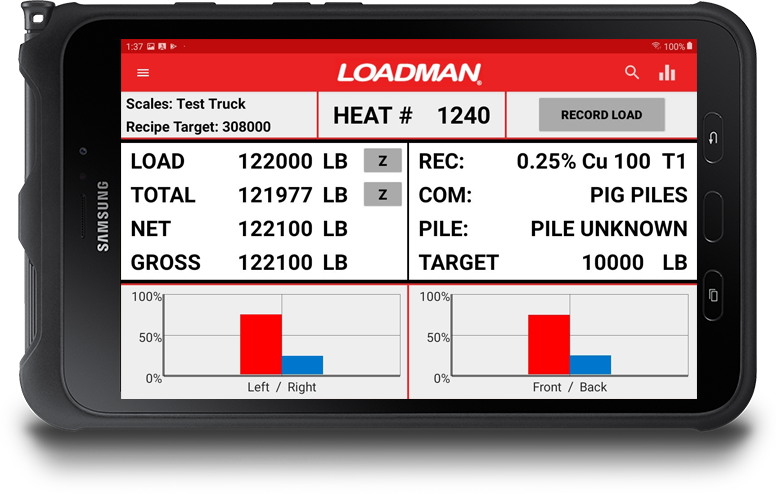 1:37
100%
LOADMAN®
Scales: Test Truck
Recipe Target: 308000
HEAT # 1240
RECORD LOAD
LOAD 122000 LB Z
TOTAL 121977 LB Z
NET 122100 LB
GROSS 122100 LB
REC: 0.25% Cu 100 T1
COM: PIG PILES
PILE: PILE UNKNOWN
TARGET 10000 LB
100%
50%
0%
Left / Right
100%
50%
0%
Front / Back
SAMSUNG